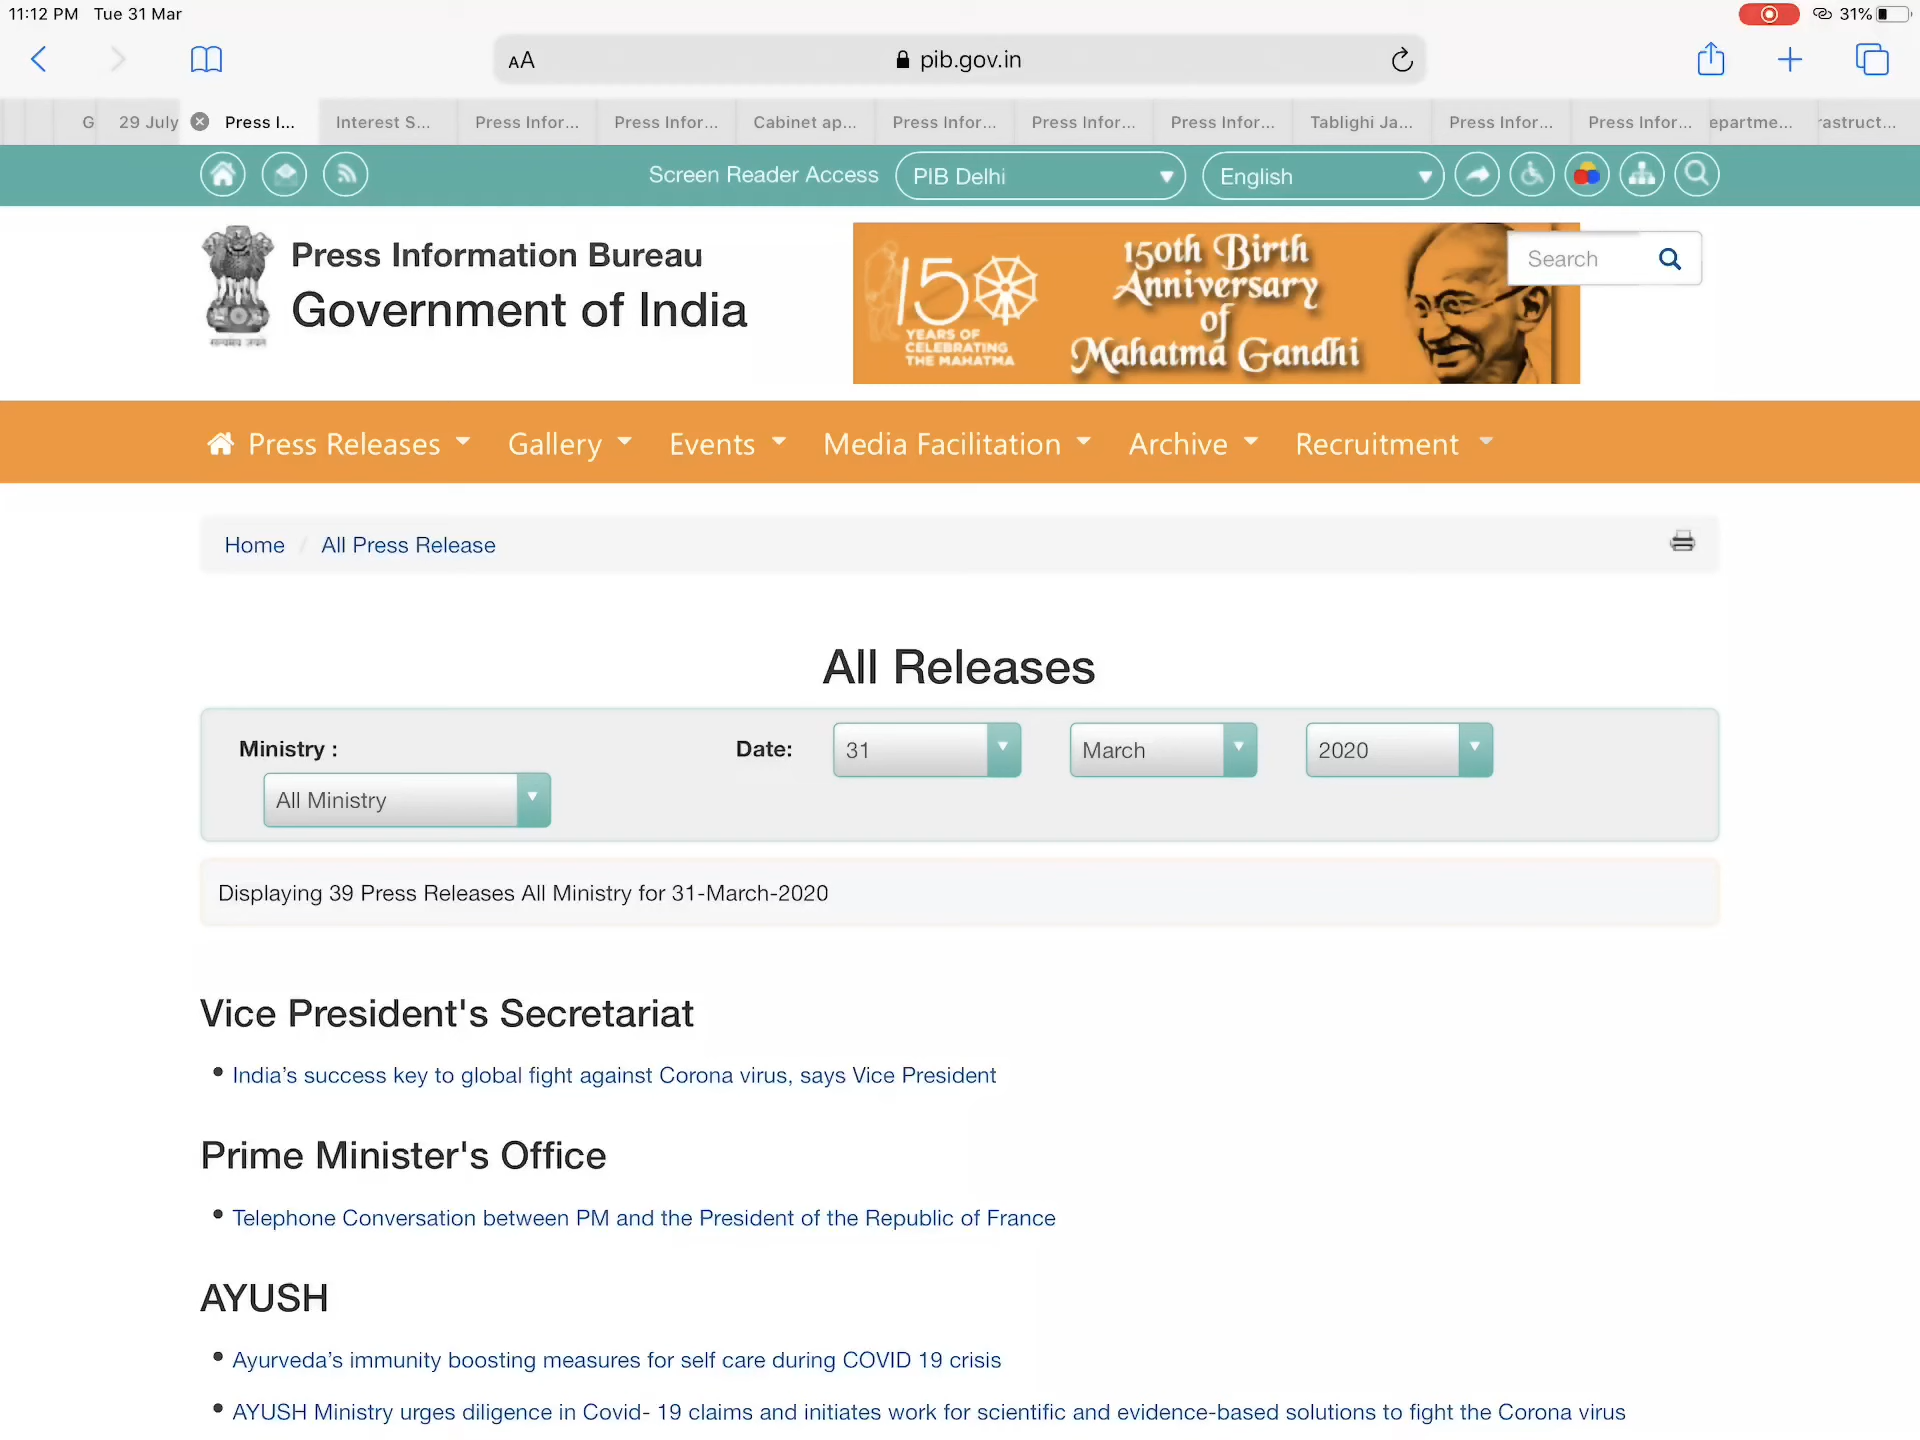 11:12 PM Tue 31 Mar
31%
AA
pib.gov.in
G
29 July
Press I...
Interest S...
Press Infor...
Press Infor...
Cabinet ap...
Press Infor...
Press Infor...
Press Infor...
Tablighi Ja...
Press Infor...
Press Infor...
epartme...
rastruct...
Screen Reader Access
PIB Delhi
English
Press Information Bureau
Government of India
सत्यमेव जयते
150
YEARS OF
CELEBRATING
THE MAHATMA
150th Birth
Anniversary
of
Mahatma Gandhi
Search
Press Releases
Gallery
Events
Media Facilitation
Archive
Recruitment
Home / All Press Release
All Releases
Ministry :
Date:
31
March
2020
All Ministry
Displaying 39 Press Releases All Ministry for 31-March-2020
Vice President's Secretariat
• India’s success key to global fight against Corona virus, says Vice President
Prime Minister's Office
• Telephone Conversation between PM and the President of the Republic of France
AYUSH
• Ayurveda’s immunity boosting measures for self care during COVID 19 crisis
• AYUSH Ministry urges diligence in Covid- 19 claims and initiates work for scientific and evidence-based solutions to fight the Corona virus